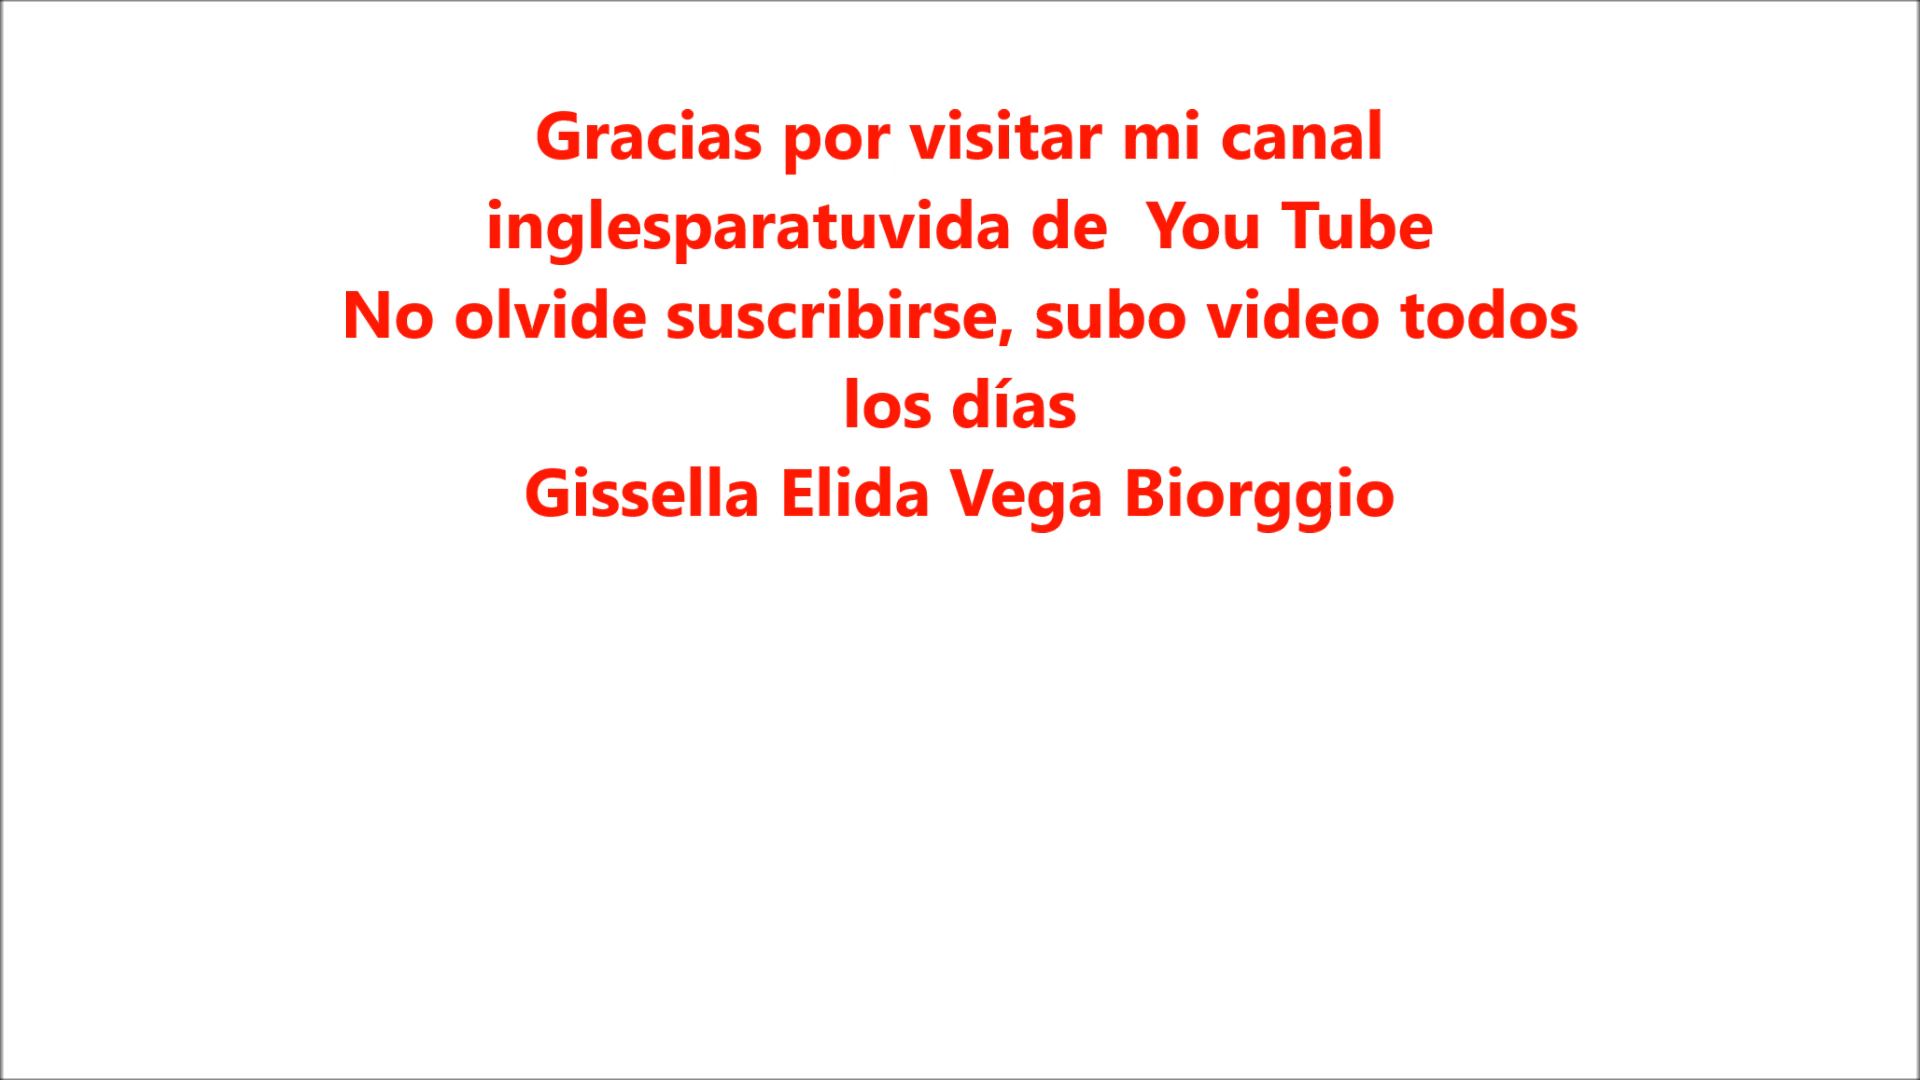 Gracias por visitar mi canal
inglesparatuvida de  You Tube
No olvide suscribirse, subo video todos
los días
Gissella Elida Vega Biorggio